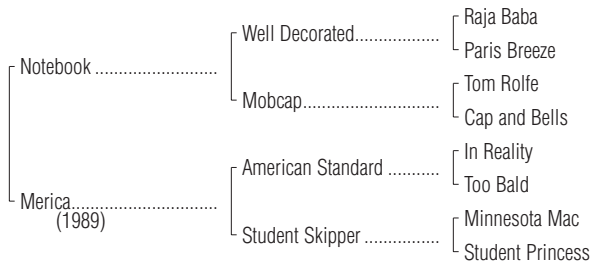 Raja Baba
Well Decorated..................
Paris Breeze
Notebook ..........................
Tom Rolfe
Mobcap.............................
Cap and Bells
In Reality
American Standard ...........
Too Bald
Merica...............................
(1989)
Minnesota Mac
Student Skipper ................
Student Princess